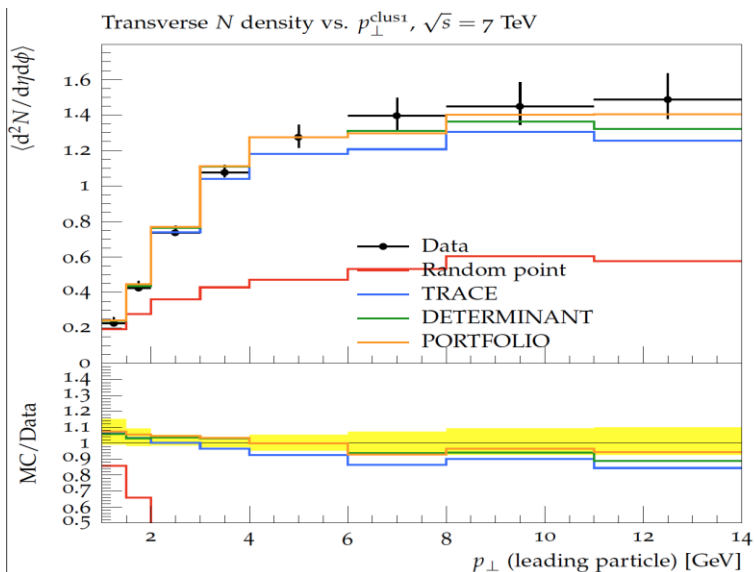 Transverse N density vs. p⊥^clus1, √s = 7 TeV
⟨d²N/dηdϕ⟩
1.6
1.4
1.2
1
0.8
0.6
0.4
0.2
0
Data
Random point
TRACE
DETERMINANT
PORTFOLIO
MC/Data
1.4
1.3
1.2
1.1
1
0.9
0.8
0.7
0.6
0.5
2 4 6 8 10 12 14
p⊥ (leading particle) [GeV]